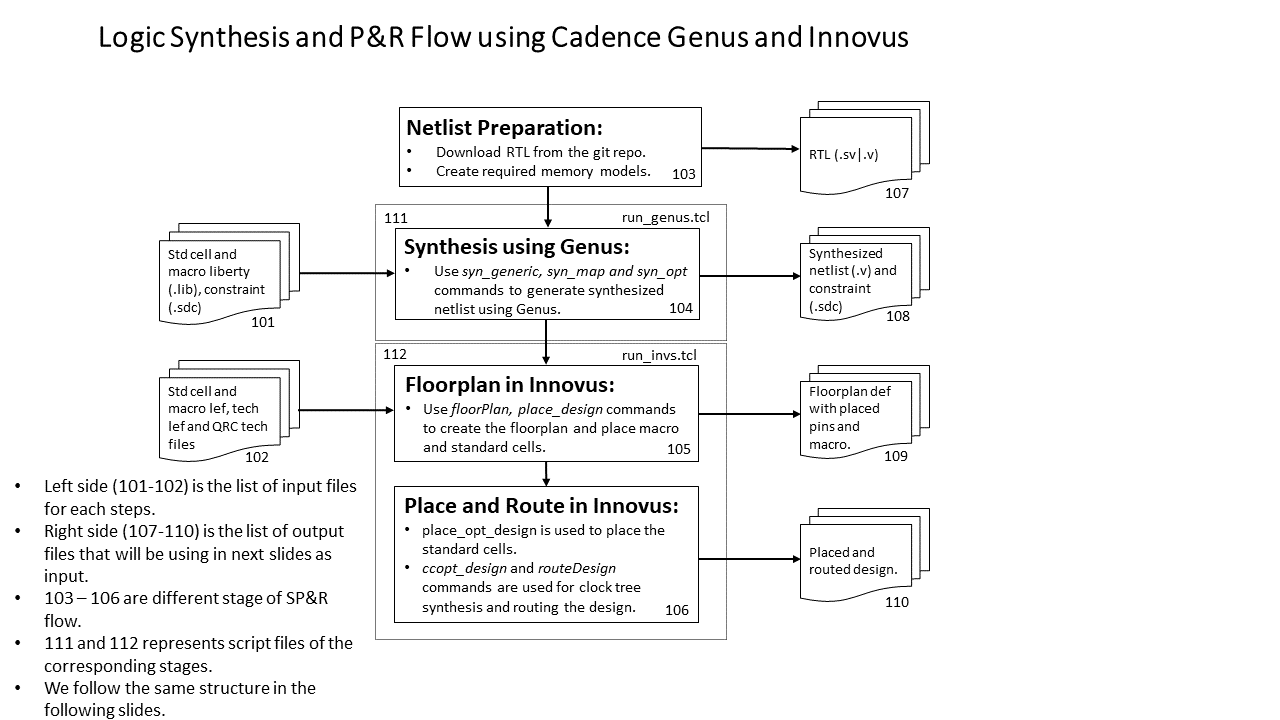 Logic Synthesis and P&R Flow using Cadence Genus and Innovus
Netlist Preparation:
• Download RTL from the git repo.
• Create required memory models.
103
RTL (.sv|.v)
107
111
run_genus.tcl
Std cell and
macro liberty
(.lib), constraint
(.sdc)
101
Synthesis using Genus:
• Use syn_generic, syn_map and syn_opt
commands to generate synthesized
netlist using Genus.
104
Synthesized
netlist (.v) and
constraint
(.sdc)
108
112
run_invs.tcl
Std cell and
macro lef, tech
lef and QRC tech
files
102
Floorplan in Innovus:
• Use floorPlan, place_design commands
to create the floorplan and place macro
and standard cells.
105
Floorplan def
with placed
pins and
macro.
109
Place and Route in Innovus:
• place_opt_design is used to place the
standard cells.
• ccopt_design and routeDesign
commands are used for clock tree
synthesis and routing the design.
106
Placed and
routed design.
110
• Left side (101-102) is the list of input files
for each steps.
• Right side (107-110) is the list of output
files that will be using in next slides as
input.
• 103 – 106 are different stage of SP&R
flow.
• 111 and 112 represents script files of the
corresponding stages.
• We follow the same structure in the
following slides.